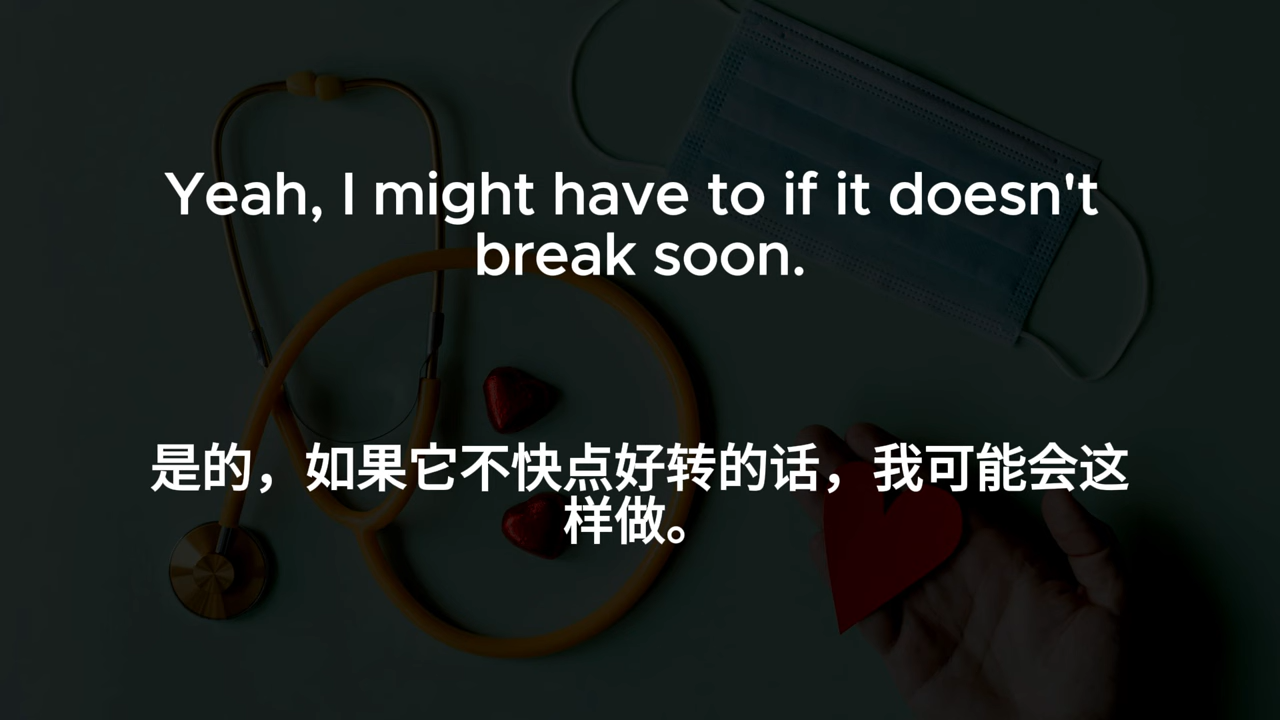 Yeah, I might have to if it doesn't
break soon.
是的，如果它不快点好转的话，我可能会这
样做。